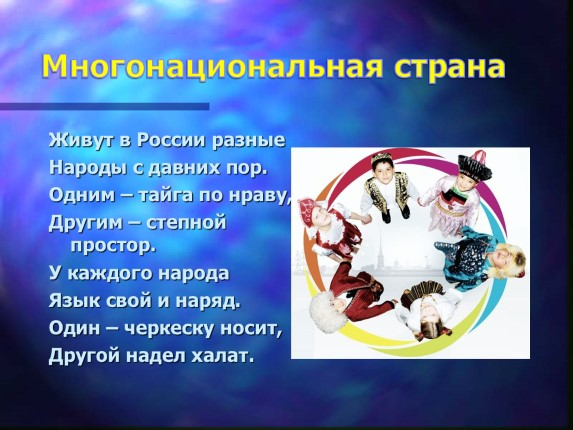 Многонациональная страна
Живут в России разные
Народы с давних пор.
Одним – тайга по нраву,
Другим – степной
простор.
У каждого народа
Язык свой и наряд.
Один – черкеску носит,
Другой надел халат.